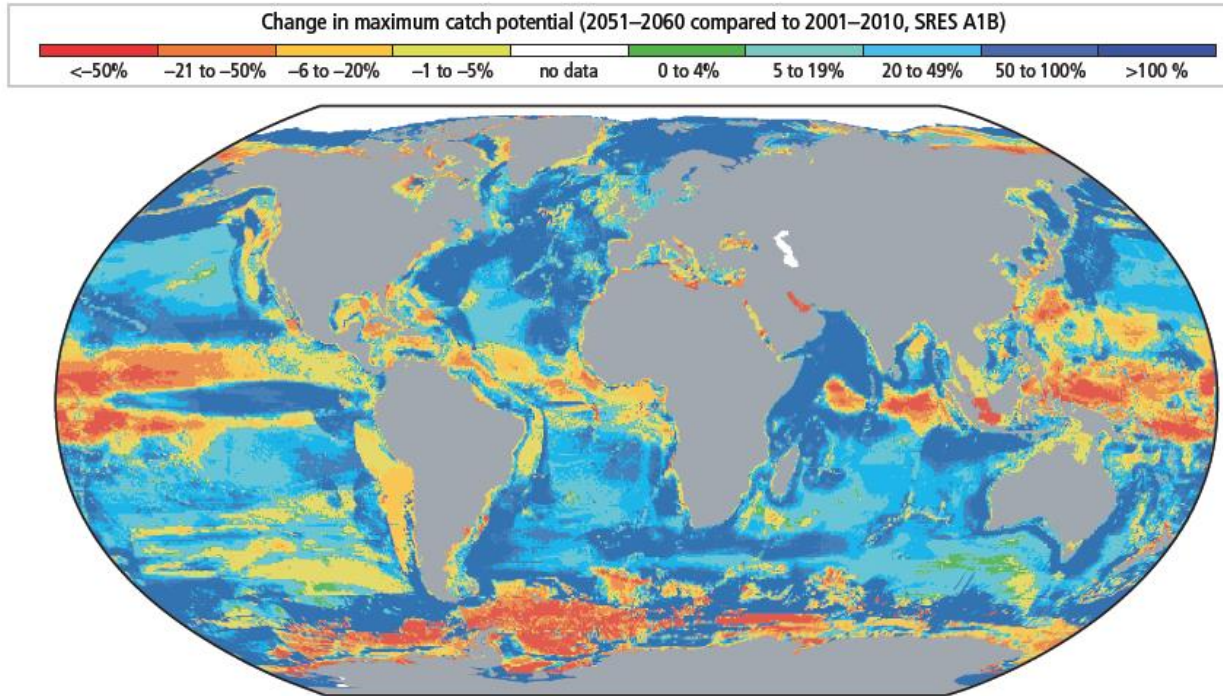 Change in maximum catch potential (2051–2060 compared to 2001–2010, SRES A1B)
<–50% –21 to –50% –6 to –20% –1 to –5% no data 0 to 4% 5 to 19% 20 to 49% 50 to 100% >100 %